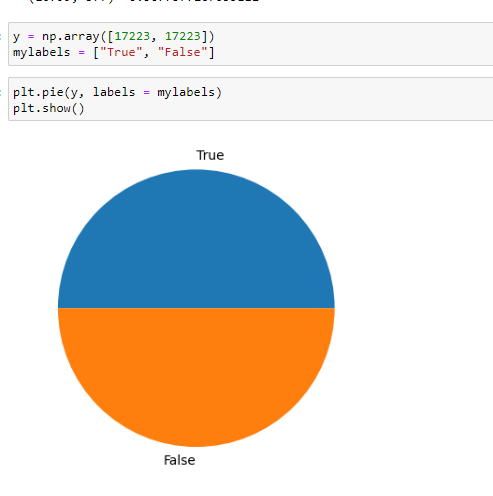 y = np.array([17223, 17223])
mylabels = ["True", "False"]
plt.pie(y, labels = mylabels)
plt.show()
True
False